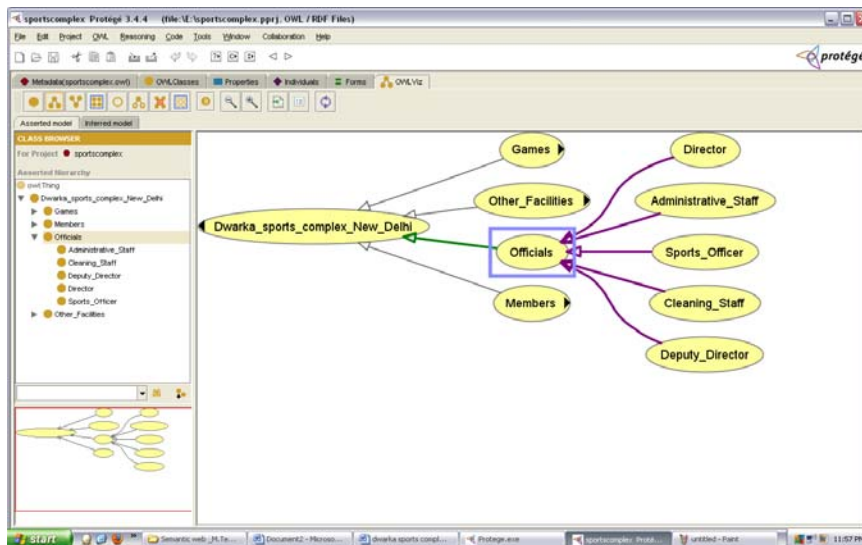 sportscomplex Protégé 3.4.4 (file:\E:\sportscomplex.pprj, OWL / RDF Files)
File Edit Project OWL Reasoning Code Tools Window Collaboration Help
protégé
Metadata(sportscomplex.owl) OWLClasses Properties Individuals Forms OWLViz
Asserted model Inferred model
CLASS BROWSER
For Project sportscomplex
Asserted Hierarchy
owl:Thing
Dwarka_sports_complex_New_Delhi
Games
Members
Officials
Administrative_Staff
Cleaning_Staff
Deputy_Director
Director
Sports_Officer
Other_Facilities
Games
Director
Other_Facilities
Administrative_Staff
Dwarka_sports_complex_New_Delhi
Officials
Sports_Officer
Members
Cleaning_Staff
Deputy_Director
start Semantic web _M.Te... Document2 - Micros... dwarka sports compl... Protege.exe sportscomplex Proté... untitled - Paint 11:57 PM